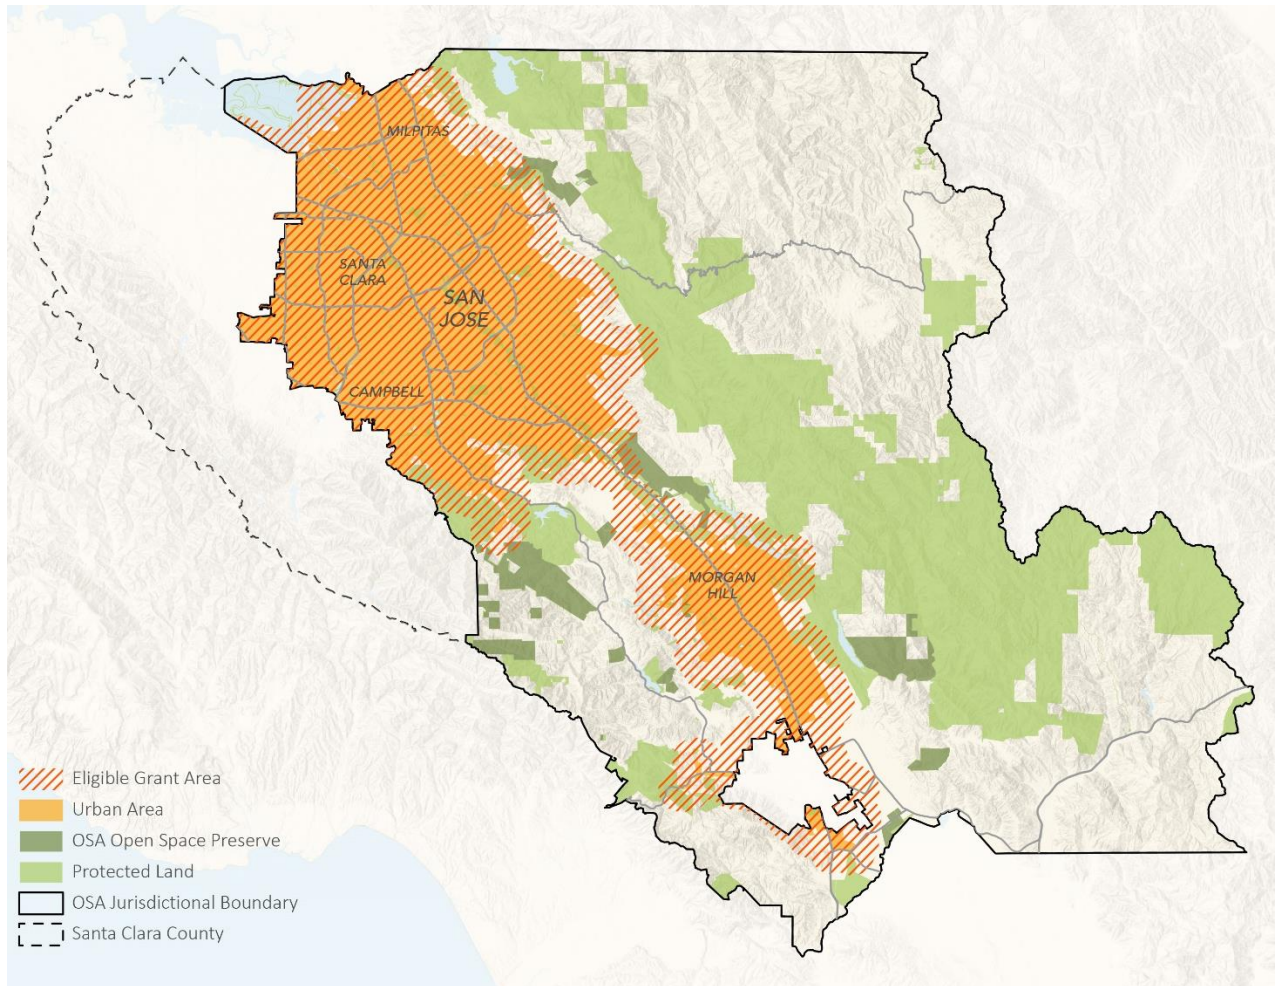 MILPITAS
SANTA
CLARA
SAN
JOSE
CAMPBELL
MORGAN
HILL
Eligible Grant Area
Urban Area
OSA Open Space Preserve
Protected Land
OSA Jurisdictional Boundary
Santa Clara County